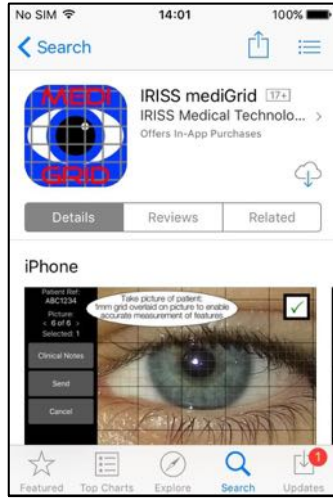 No SIM 14:01 100%
Search
MEDI
GRID
IRISS mediGrid 17+
IRISS Medical Technolo...
Offers In-App Purchases
Details Reviews Related
iPhone
Patient Ref:
ABC1234
Picture:
< 6 of 6 >
Selected: 1
Clinical Notes
Send
Cancel
Take picture of patient:
1mm grid overlaid on picture to enable
accurate measurement of features.
Featured Top Charts Explore Search Updates
1